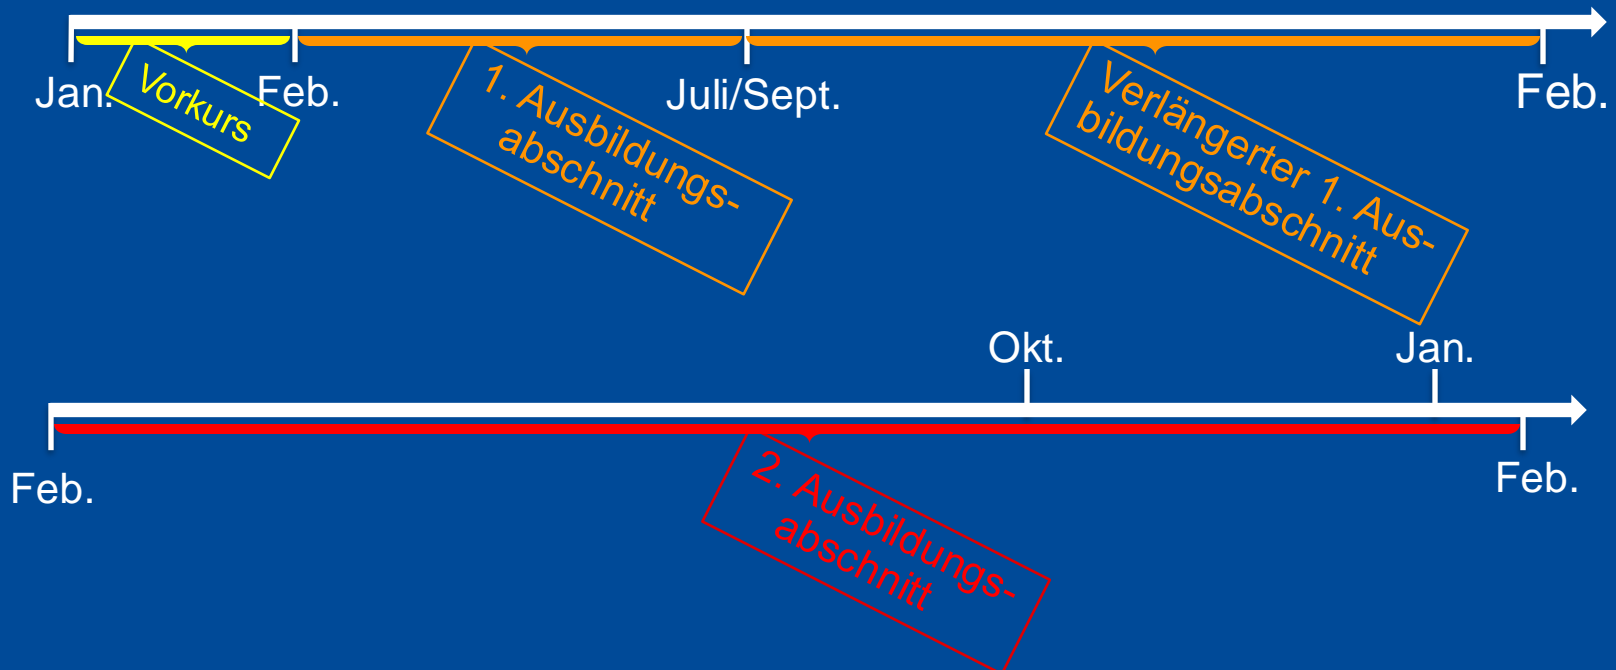 Jan.
Vorkurs
Feb.
1. Ausbildungs-
abschnitt
Juli/Sept.
Verlängerter 1. Aus-
bildungsabschnitt
Feb.
Okt.
Jan.
Feb.
2. Ausbildungs-
abschnitt
Feb.